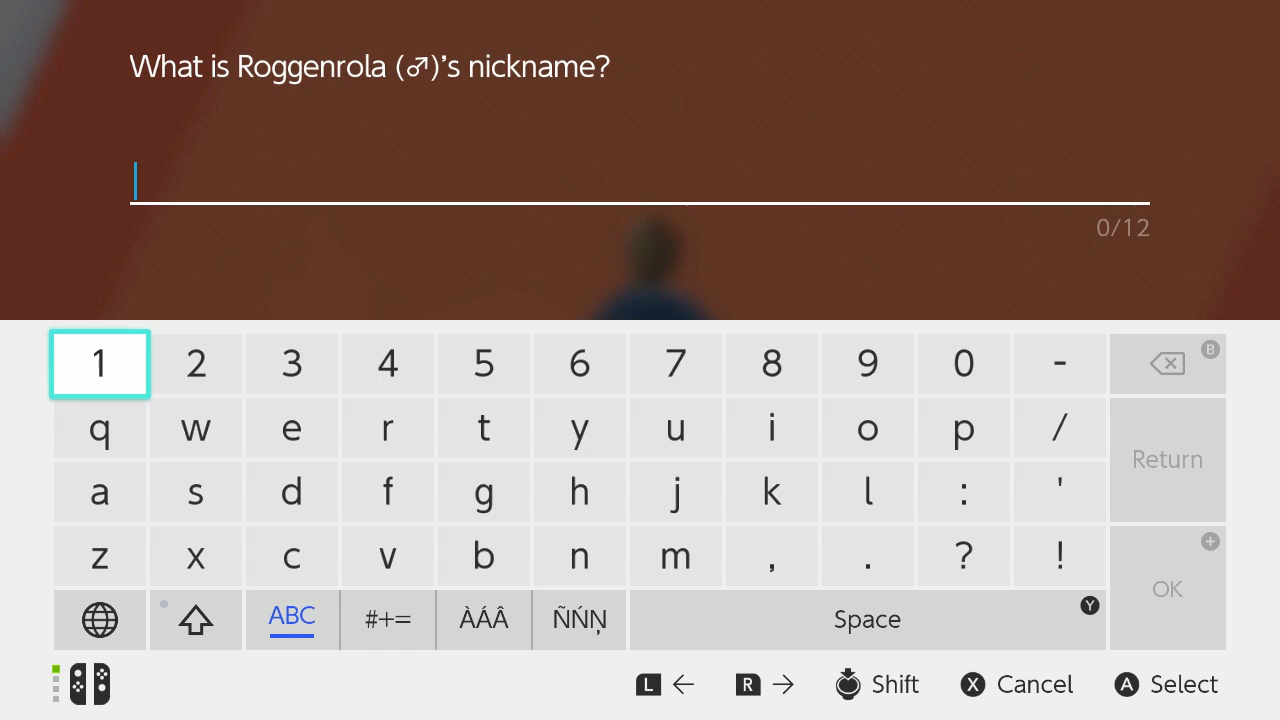 What is Roggenrola (♂)'s nickname?
0/12
1 2 3 4 5 6 7 8 9 0 - B
q w e r t y u i o p /
Return
a s d f g h j k l : '
z x c v b n m , . ? ! +
OK
ABC #+= ÀÁÂ ÑŃŅ Space Y
L ← R → Shift X Cancel A Select